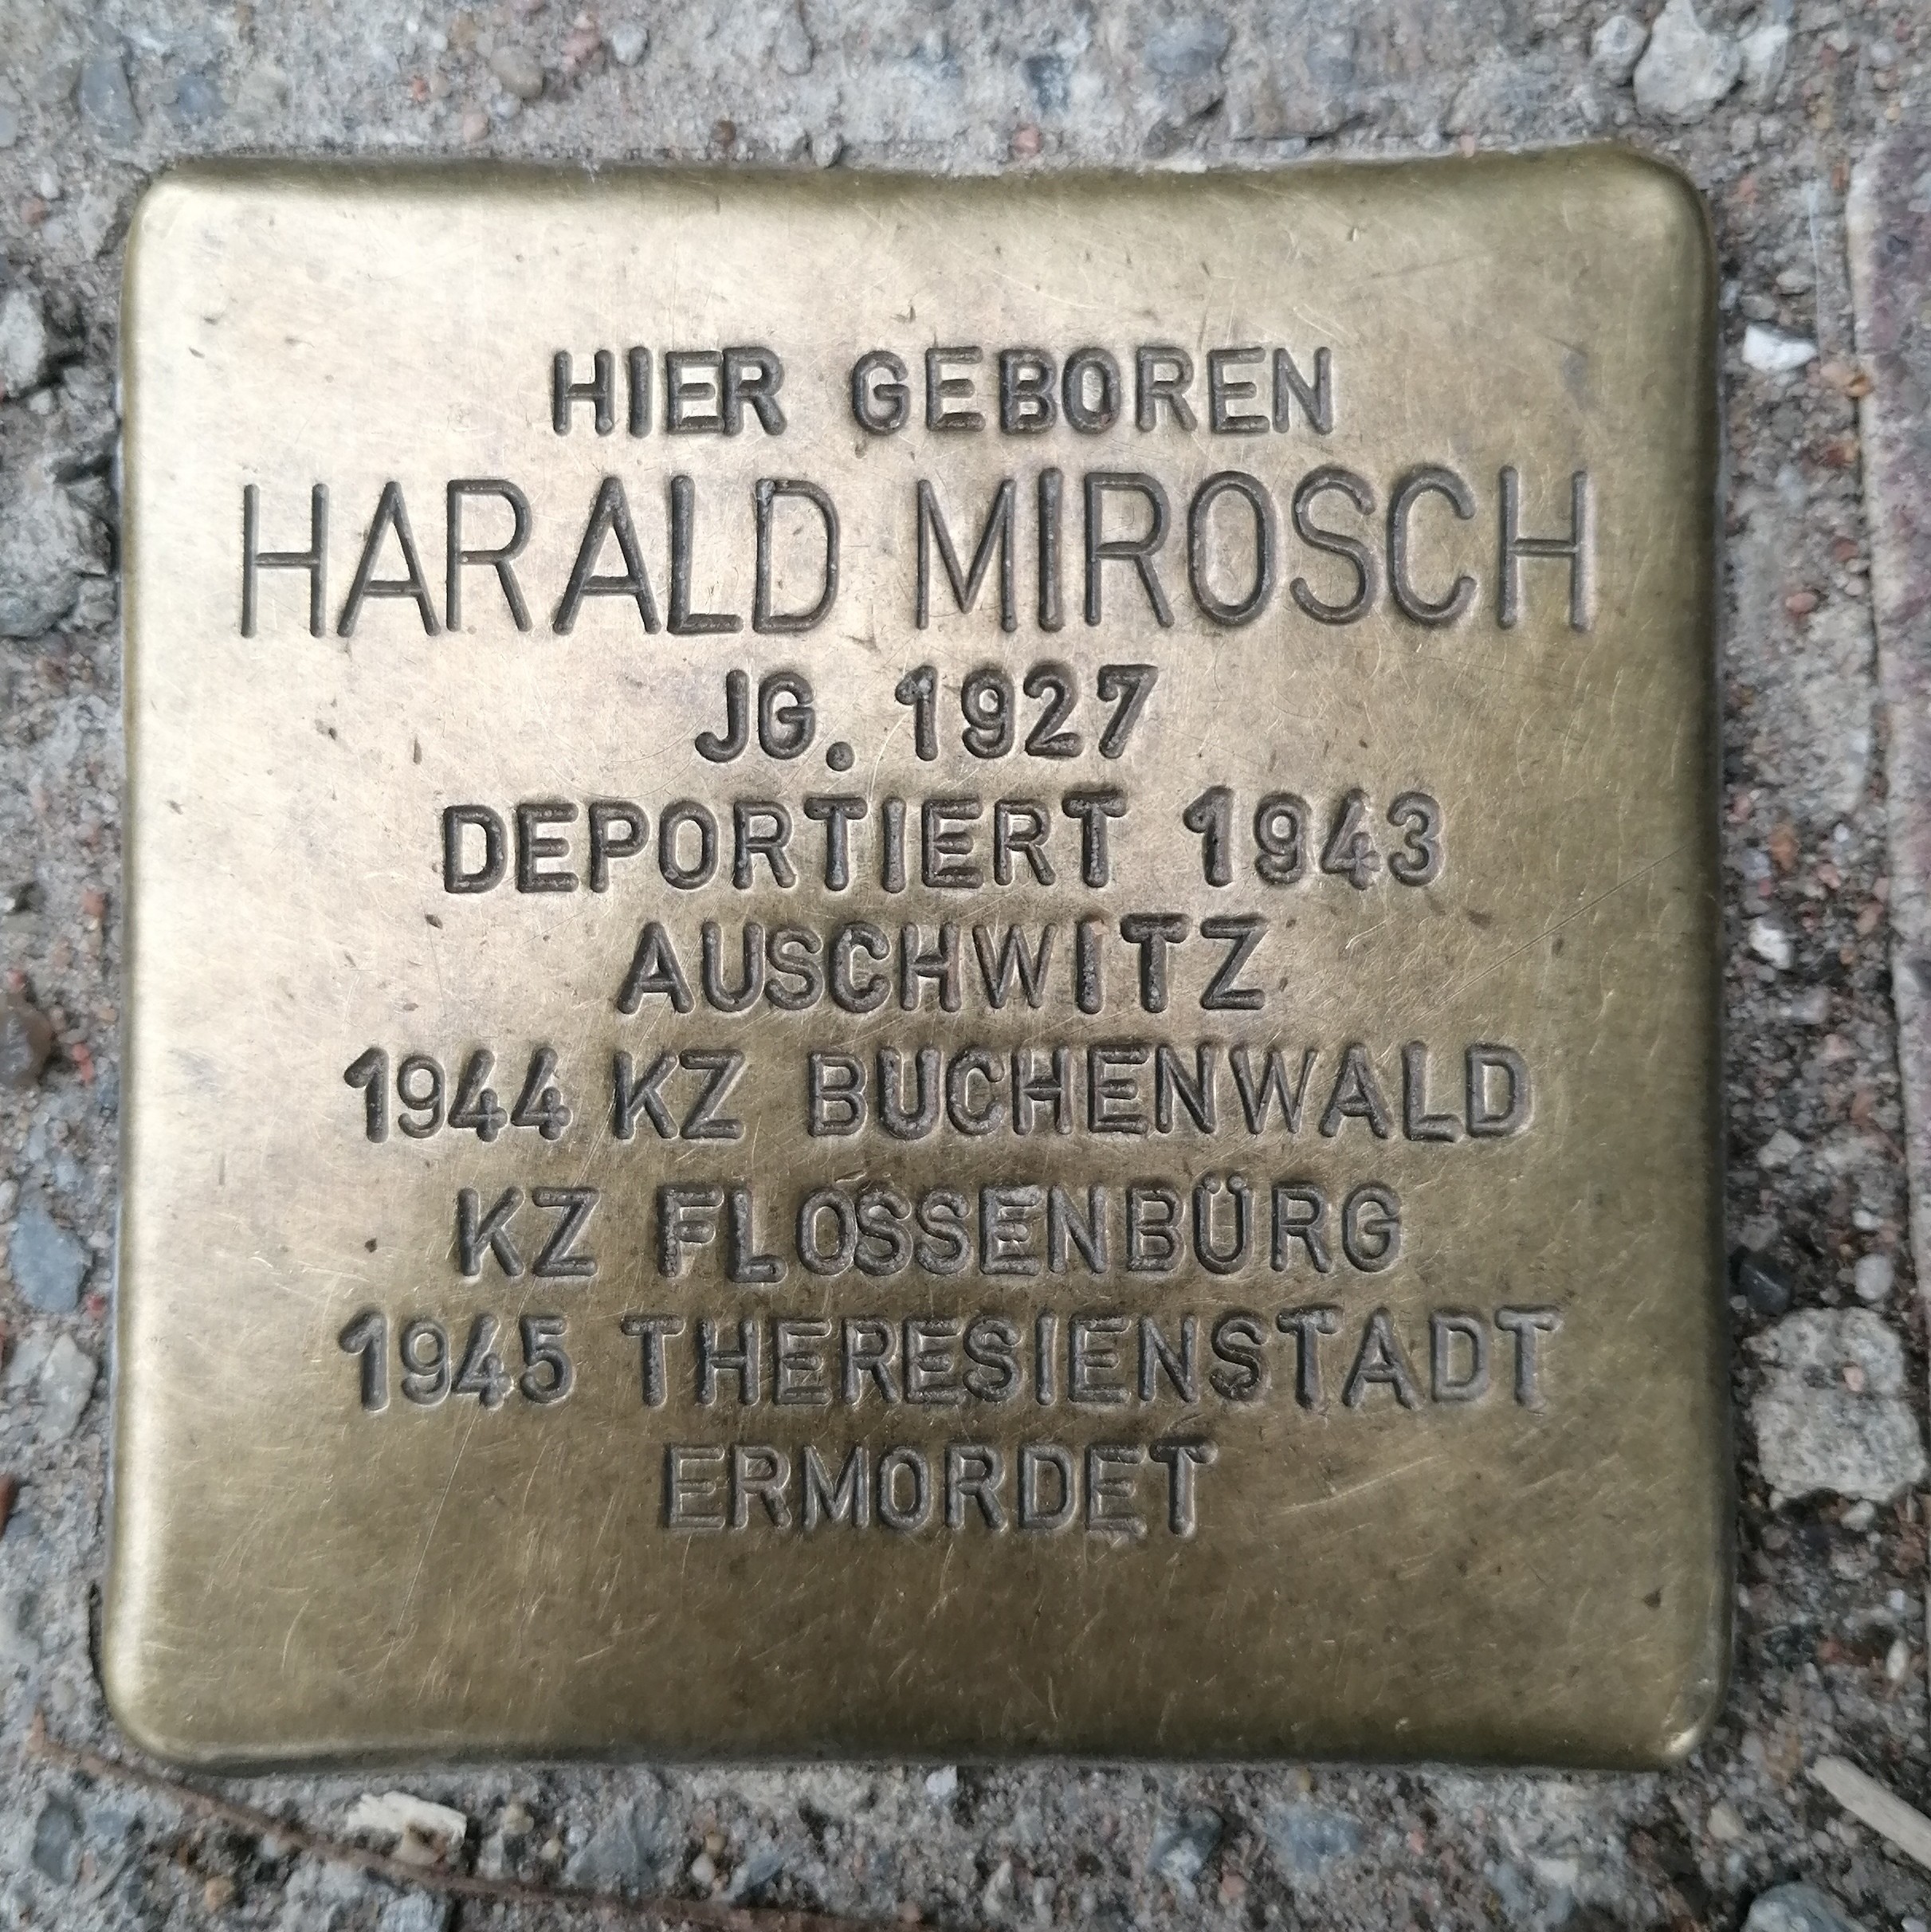 HIER GEBOREN
HARALD MIROSCH
JG. 1927
DEPORTIERT 1943
AUSCHWITZ
1944 KZ BUCHENWALD
KZ FLOSSENBÜRG
1945 THERESIENSTADT
ERMORDET